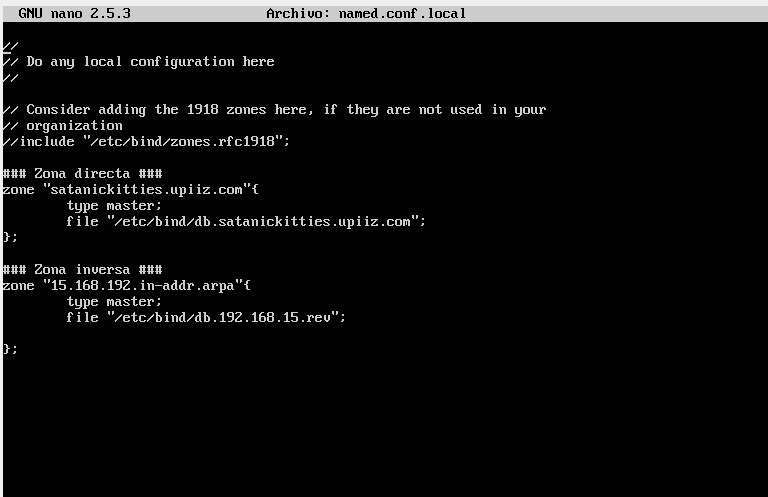 GNU nano 2.5.3 Archivo: named.conf.local
//
// Do any local configuration here
//
// Consider adding the 1918 zones here, if they are not used in your
// organization
//include "/etc/bind/zones.rfc1918";
### Zona directa ###
zone "satanickitties.upiiz.com"{
type master;
file "/etc/bind/db.satanickitties.upiiz.com";
};
### Zona inversa ###
zone "15.168.192.in-addr.arpa"{
type master;
file "/etc/bind/db.192.168.15.rev";
};